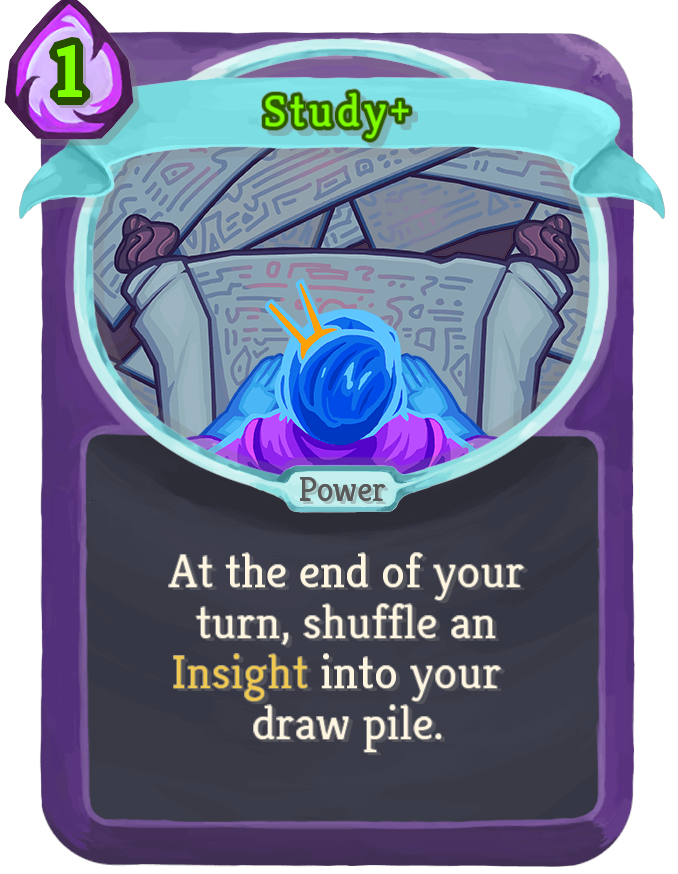 1
Study+
Power
At the end of your
turn, shuffle an
Insight into your
draw pile.